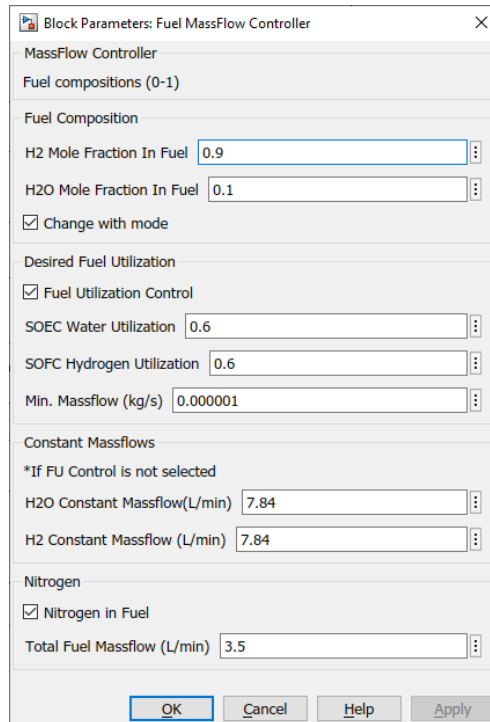 Block Parameters: Fuel MassFlow Controller
MassFlow Controller
Fuel compositions (0-1)
Fuel Composition
H2 Mole Fraction In Fuel 0.9
H2O Mole Fraction In Fuel 0.1
Change with mode
Desired Fuel Utilization
Fuel Utilization Control
SOEC Water Utilization 0.6
SOFC Hydrogen Utilization 0.6
Min. Massflow (kg/s) 0.000001
Constant Massflows
*If FU Control is not selected
H2O Constant Massflow(L/min) 7.84
H2 Constant Massflow (L/min) 7.84
Nitrogen
Nitrogen in Fuel
Total Fuel Massflow (L/min) 3.5
OK Cancel Help Apply